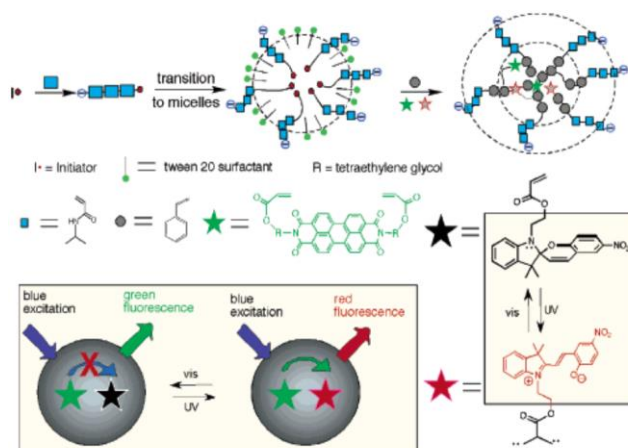 transition
to micelles
I
I = Initiator
= tween 20 surfactant
R = tetraethylene glycol
=
=
=
=
O
HN
O
O
O
O
N
R
O
O
O
O
N
R
O
O
N
O
NO₂
vis
UV
NO₂
N
⊕
O
⊖
O
O
=
blue
excitation
green
fluorescence
blue
excitation
red
fluorescence
X
vis
UV